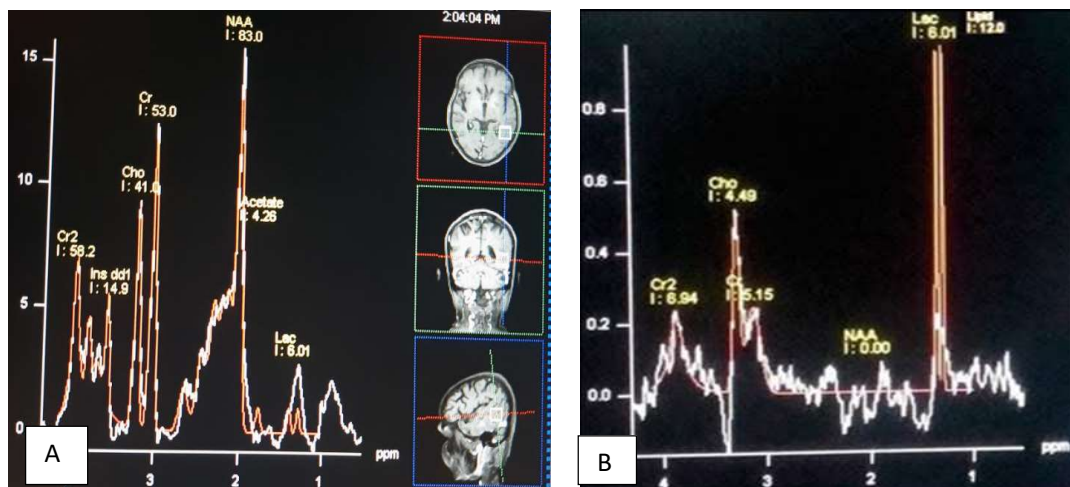 2:04:04 PM
NAA
I : 83.0
15
Cr
I : 53.0
10
Cho
I : 41.
Acetate
I: 4.26
Cr2
I : 58.2
Ins dd1
I : 14.9
5
Lac
I : 6.01
0
ppm
3
2
1
A
Lac
I : 6.01
Lipid
I : 12.0
0.8
Cho
I : 4.49
0.6
0.4
Cr2
I : 6.94
Cr
I : 5.15
0.2
NAA
I : 0.00
0.0
ppm
4
3
2
1
B